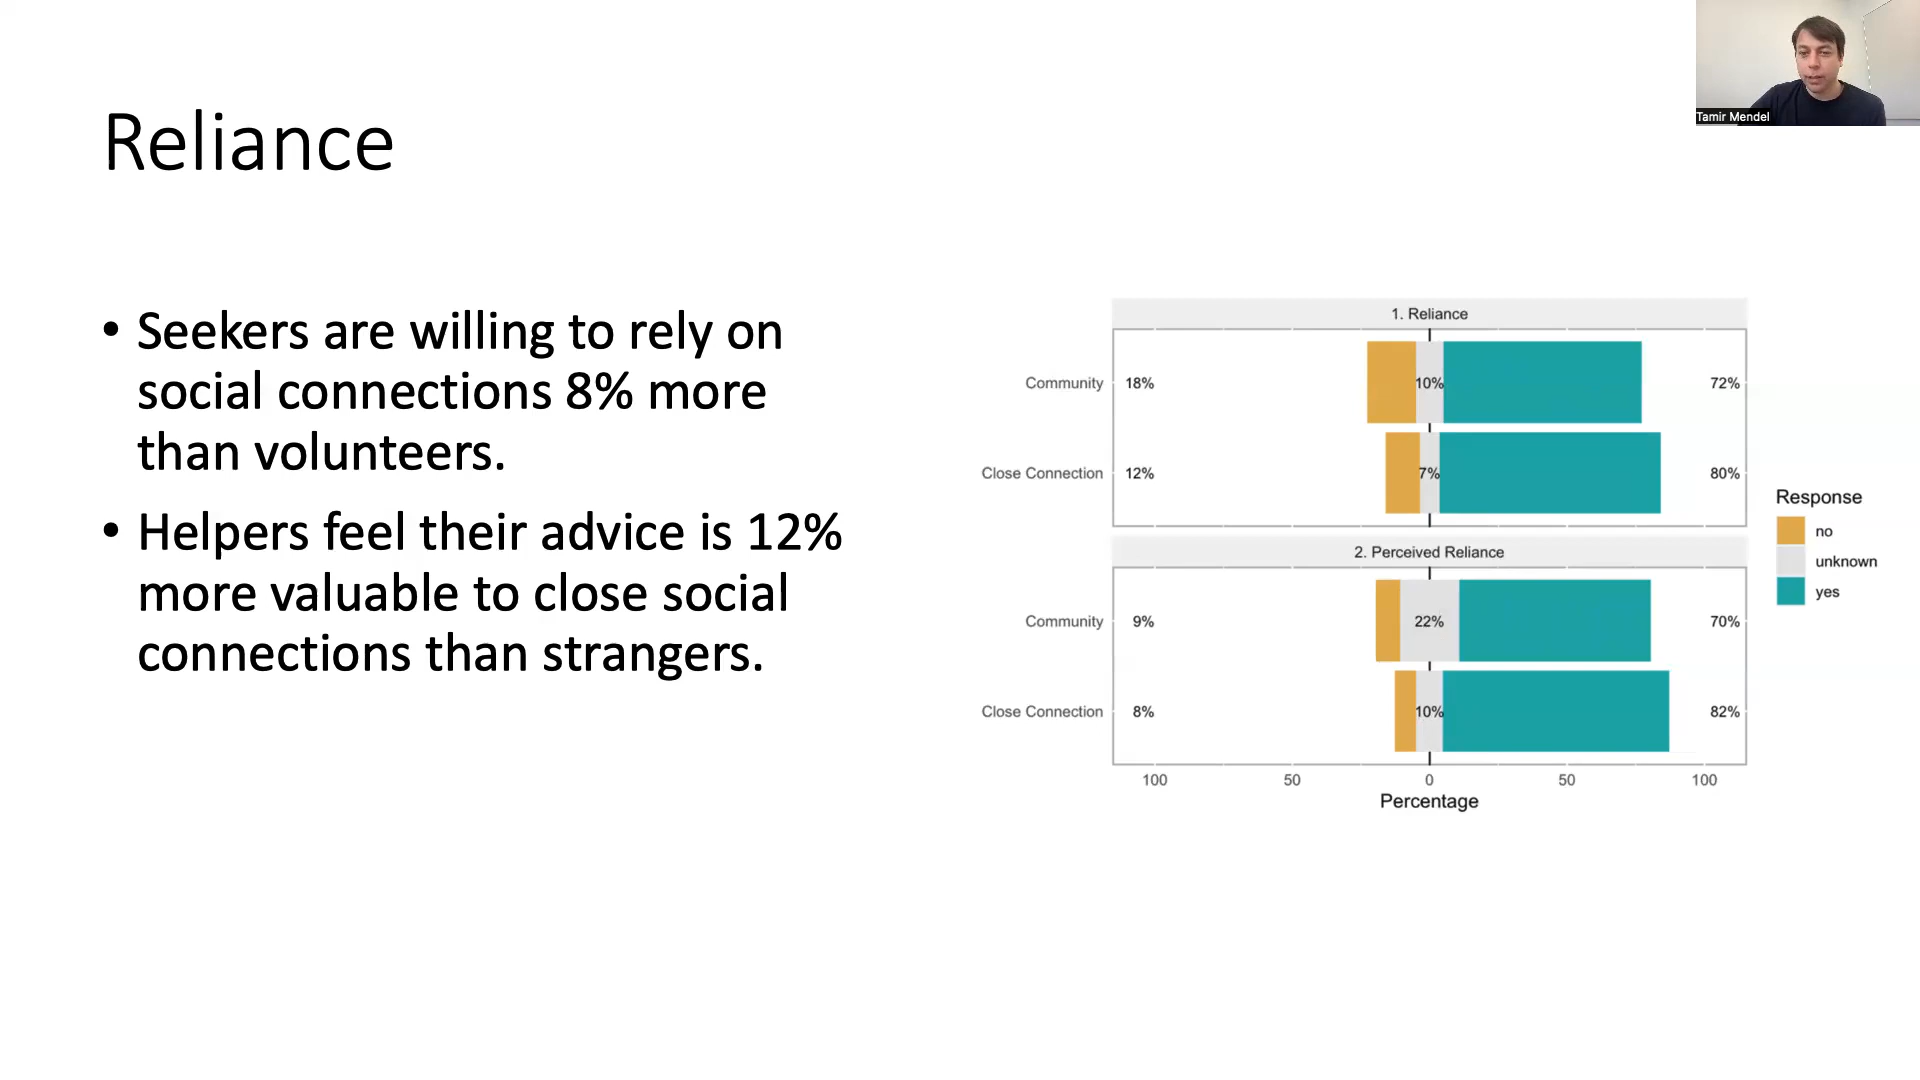 Tamir Mendel
Reliance
• Seekers are willing to rely on
social connections 8% more
than volunteers.
• Helpers feel their advice is 12%
more valuable to close social
connections than strangers.
1. Reliance
Community 18% 10% 72%
Close Connection 12% 7% 80%
2. Perceived Reliance
Community 9% 22% 70%
Close Connection 8% 10% 82%
100 50 0 50 100
Percentage
Response
no
unknown
yes